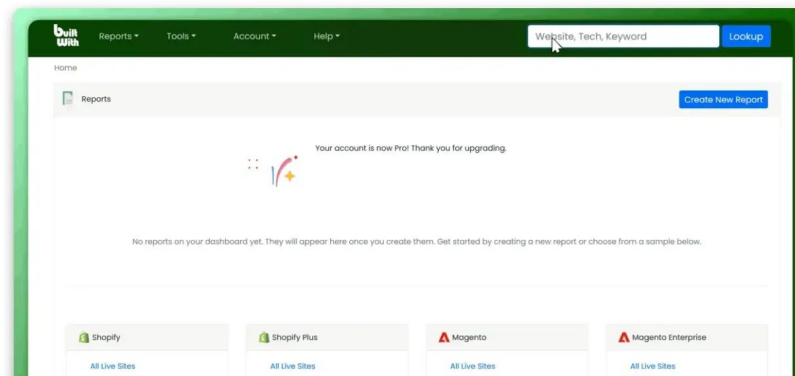 Built With
Reports Tools Account Help Website, Tech, Keyword Lookup
Home
Reports Create New Report
Your account is now Pro! Thank you for upgrading.
No reports on your dashboard yet. They will appear here once you create them. Get started by creating a new report or choose from a sample below.
Shopify Shopify Plus Magento Magento Enterprise
All Live Sites All Live Sites All Live Sites All Live Sites